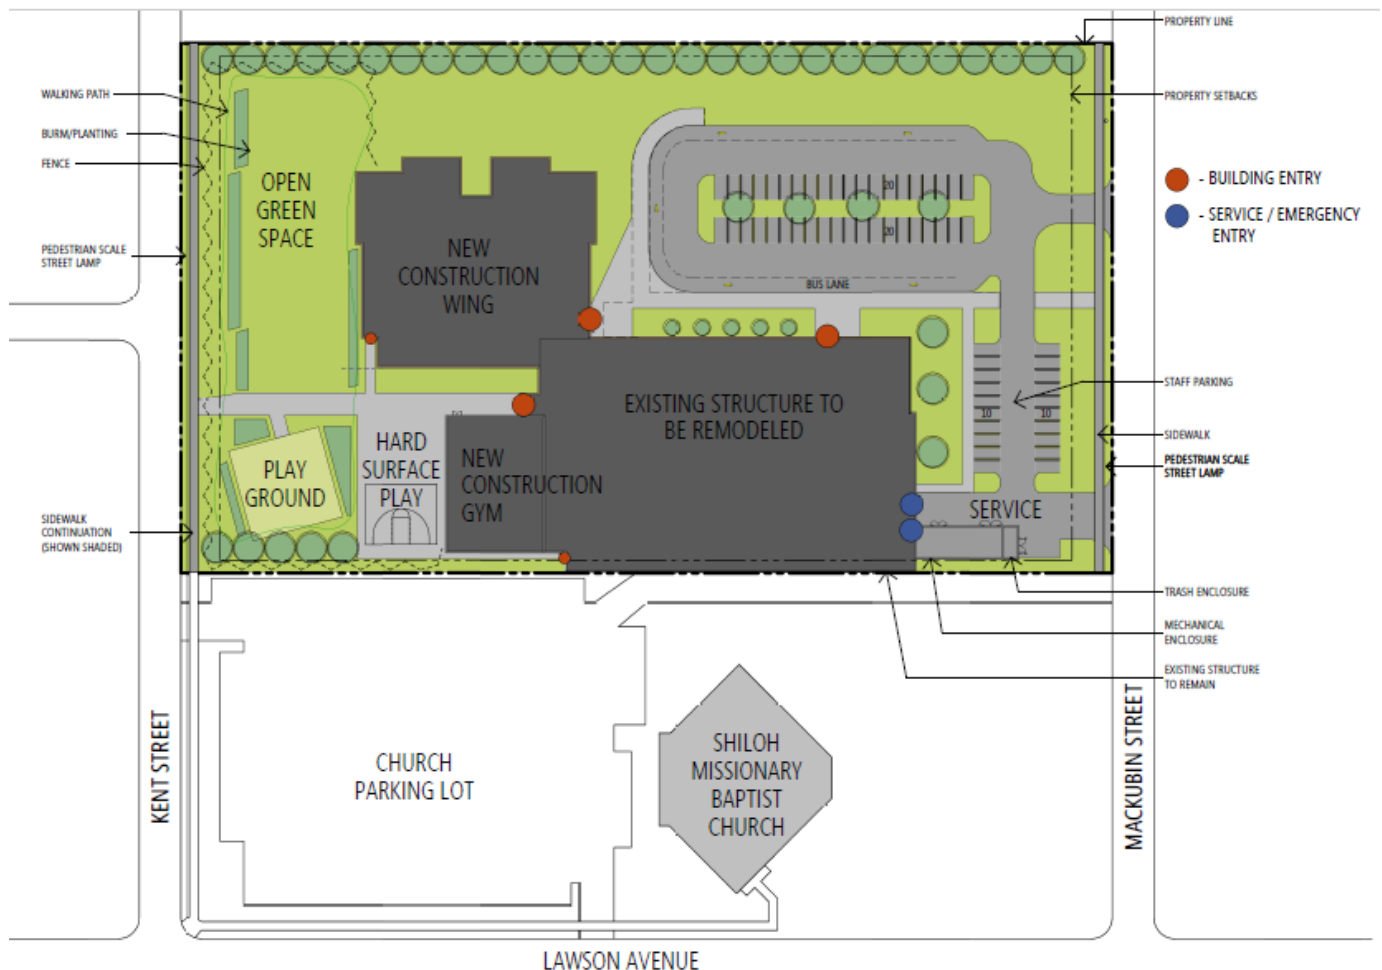 PROPERTY LINE
WALKING PATH
PROPERTY SETBACKS
BURM/PLANTING
FENCE
- BUILDING ENTRY
- SERVICE / EMERGENCY
ENTRY
OPEN
GREEN
SPACE
20
20
PEDESTRIAN SCALE
STREET LAMP
NEW
CONSTRUCTION
WING
BUS LANE
STAFF PARKING
EXISTING STRUCTURE TO
BE REMODELED
10
10
SIDEWALK
HARD
SURFACE
PLAY
PLAY
GROUND
NEW
CONSTRUCTION
GYM
PEDESTRIAN SCALE
STREET LAMP
SERVICE
SIDEWALK
CONTINUATION
(SHOWN SHADED)
TRASH ENCLOSURE
MECHANICAL
ENCLOSURE
EXISTING STRUCTURE
TO REMAIN
KENT STREET
CHURCH
PARKING LOT
SHILOH
MISSIONARY
BAPTIST
CHURCH
MACKUBIN STREET
LAWSON AVENUE